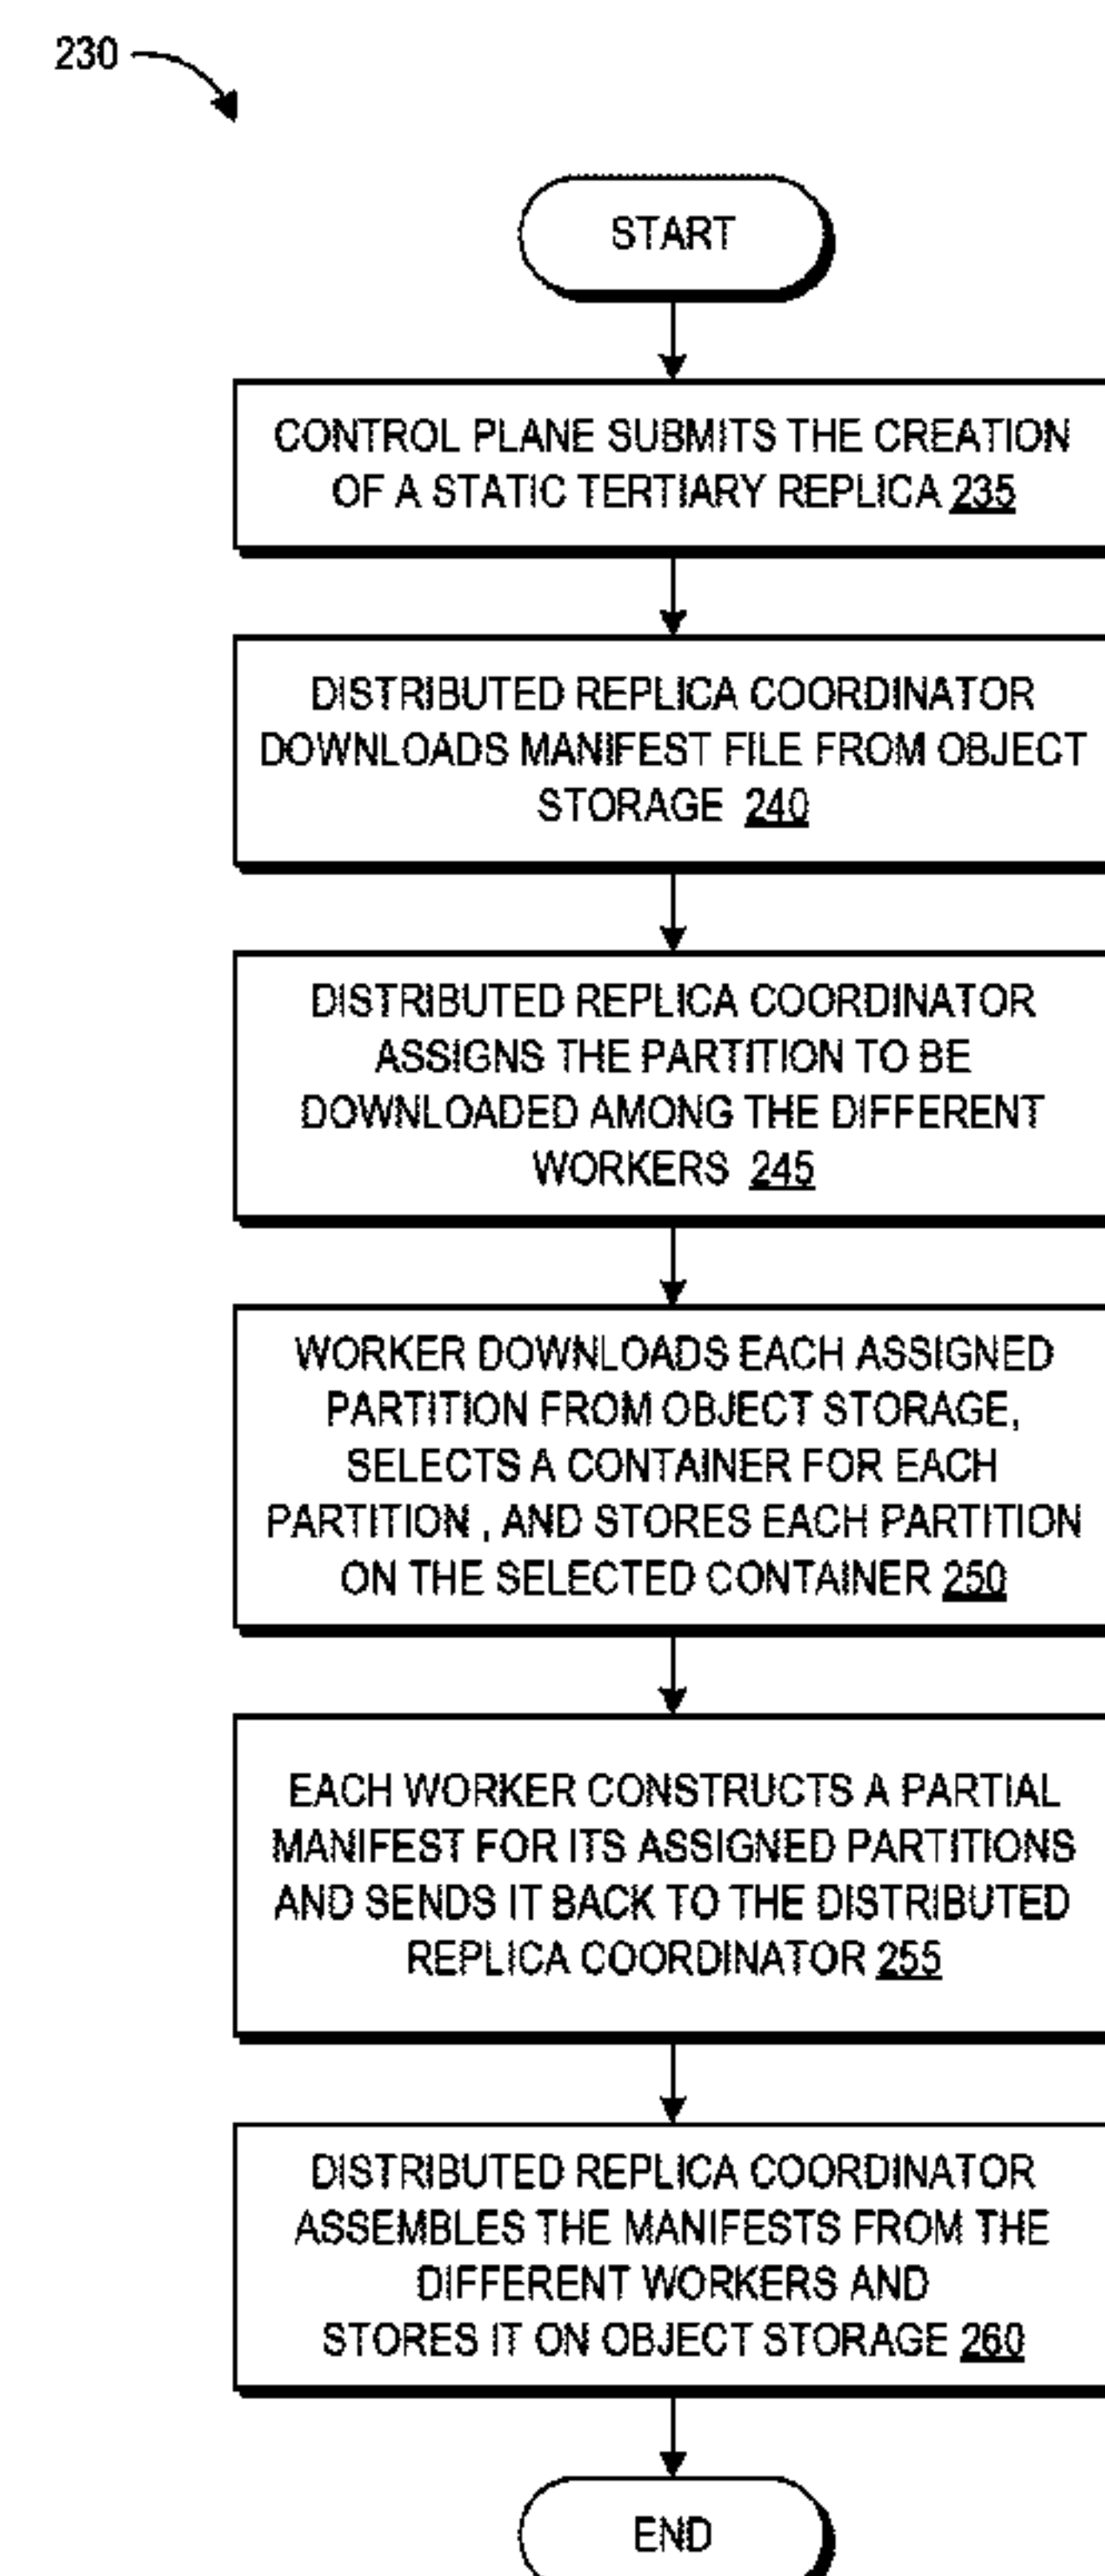 230
START
CONTROL PLANE SUBMITS THE CREATION
OF A STATIC TERTIARY REPLICA 235
DISTRIBUTED REPLICA COORDINATOR
DOWNLOADS MANIFEST FILE FROM OBJECT
STORAGE 240
DISTRIBUTED REPLICA COORDINATOR
ASSIGNS THE PARTITION TO BE
DOWNLOADED AMONG THE DIFFERENT
WORKERS 245
WORKER DOWNLOADS EACH ASSIGNED
PARTITION FROM OBJECT STORAGE,
SELECTS A CONTAINER FOR EACH
PARTITION , AND STORES EACH PARTITION
ON THE SELECTED CONTAINER 250
EACH WORKER CONSTRUCTS A PARTIAL
MANIFEST FOR ITS ASSIGNED PARTITIONS
AND SENDS IT BACK TO THE DISTRIBUTED
REPLICA COORDINATOR 255
DISTRIBUTED REPLICA COORDINATOR
ASSEMBLES THE MANIFESTS FROM THE
DIFFERENT WORKERS AND
STORES IT ON OBJECT STORAGE 260
END